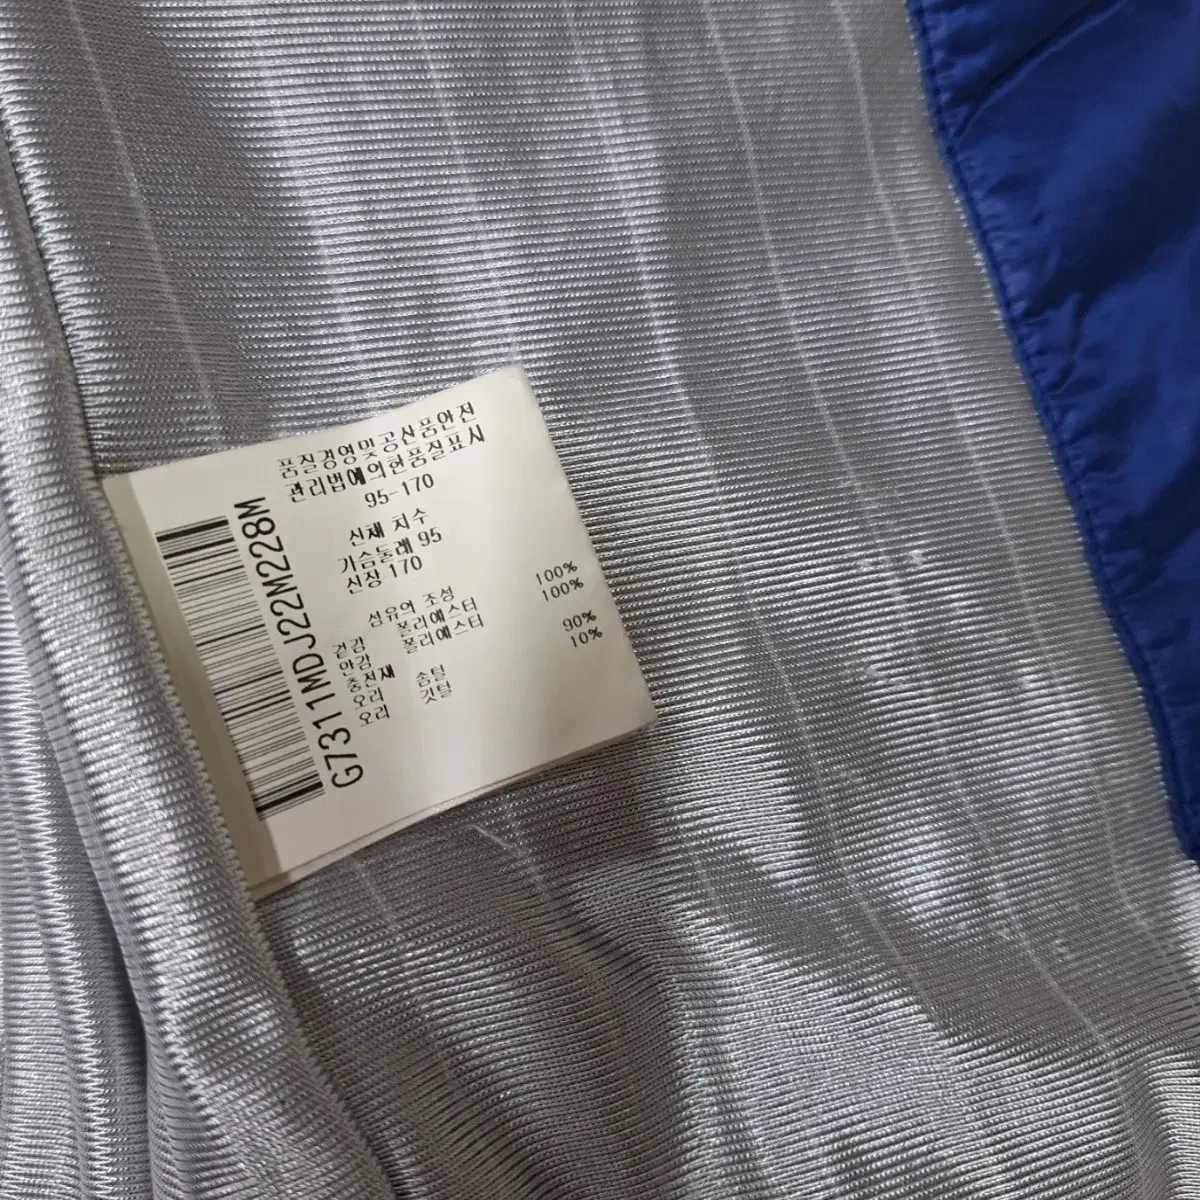 품질경영및공산품안전
관리법에의한품질표시
95-170
신체 치수
가슴둘레 95
신장 170
섬유의 조성
겉감 폴리에스터 100%
안감 폴리에스터 100%
충전재
오리 솜털 90%
오리 깃털 10%
G7311MDJ22M228M